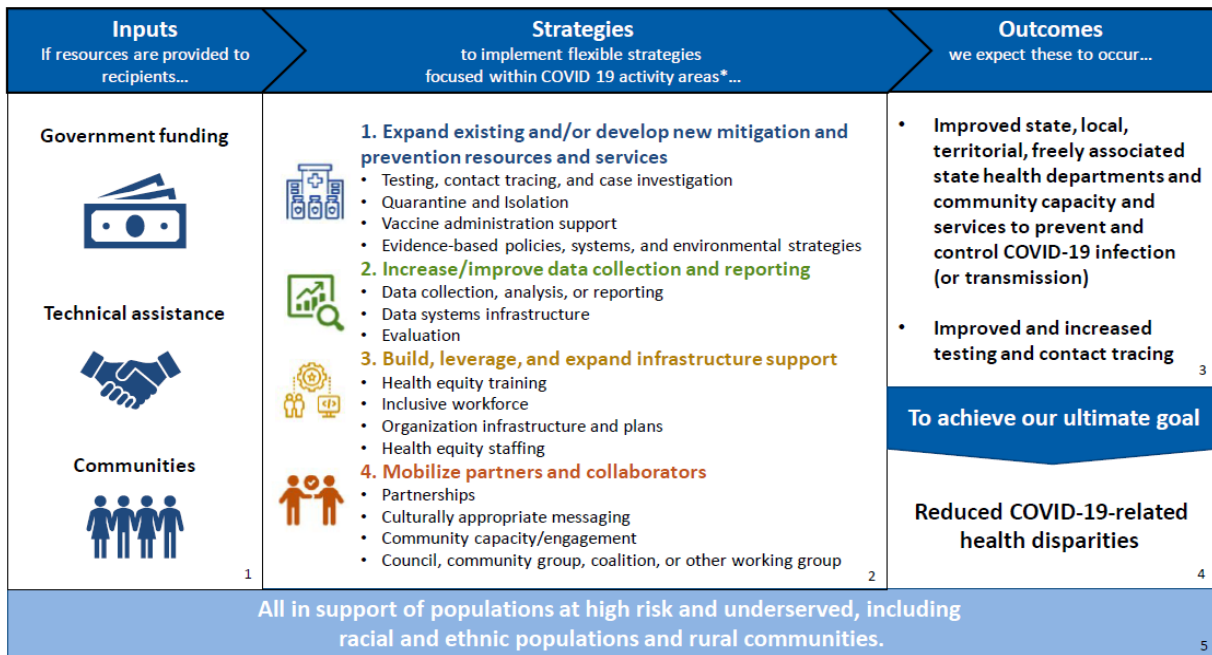 Inputs
If resources are provided to
recipients...
Strategies
to implement flexible strategies
focused within COVID 19 activity areas*...
Outcomes
we expect these to occur...
Government funding
Technical assistance
Communities
1
1. Expand existing and/or develop new mitigation and
prevention resources and services
• Testing, contact tracing, and case investigation
• Quarantine and Isolation
• Vaccine administration support
• Evidence-based policies, systems, and environmental strategies
2. Increase/improve data collection and reporting
• Data collection, analysis, or reporting
• Data systems infrastructure
• Evaluation
3. Build, leverage, and expand infrastructure support
• Health equity training
• Inclusive workforce
• Organization infrastructure and plans
• Health equity staffing
4. Mobilize partners and collaborators
• Partnerships
• Culturally appropriate messaging
• Community capacity/engagement
• Council, community group, coalition, or other working group
2
• Improved state, local,
territorial, freely associated
state health departments and
community capacity and
services to prevent and
control COVID-19 infection
(or transmission)
• Improved and increased
testing and contact tracing
3
To achieve our ultimate goal
Reduced COVID-19-related
health disparities
4
All in support of populations at high risk and underserved, including
racial and ethnic populations and rural communities.
5